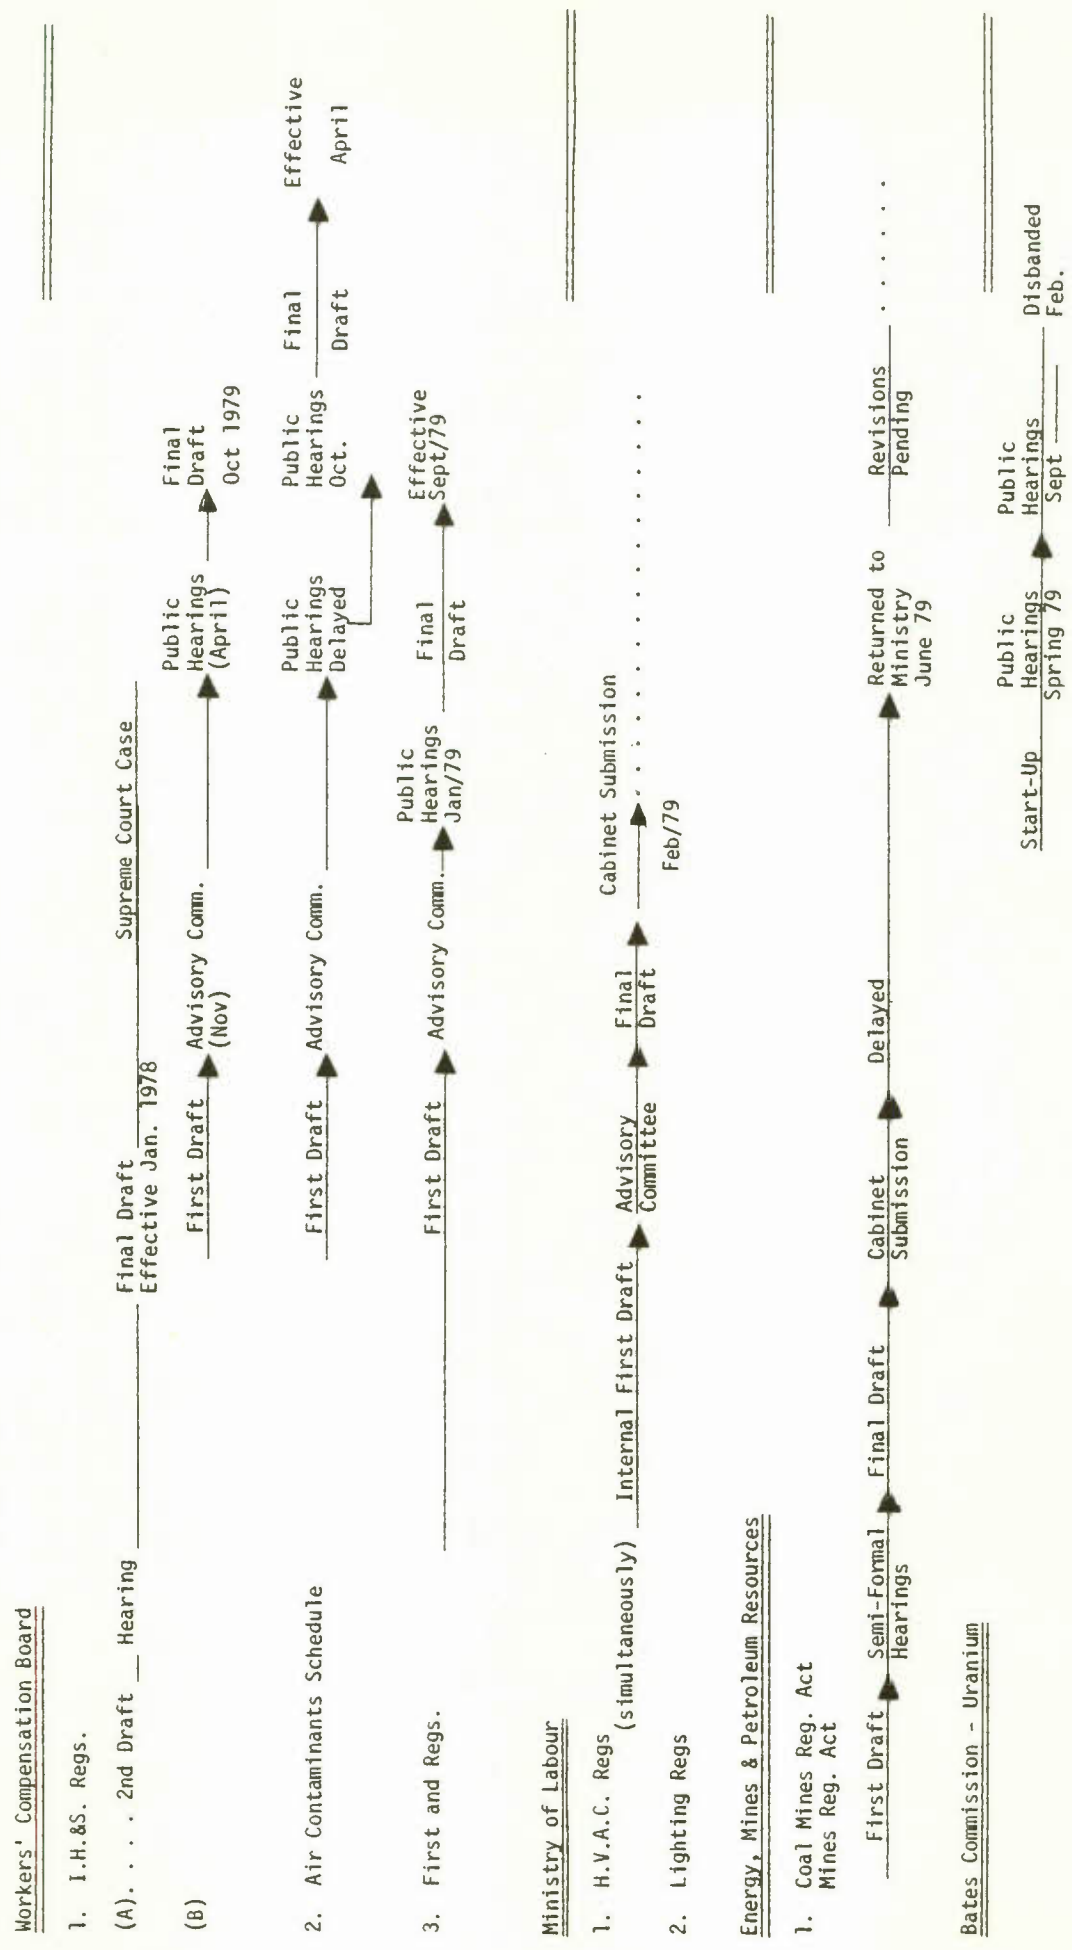 Workers' Compensation Board
1. I.H.&S. Regs.
(A). . . . 2nd Draft Hearing Final Draft Supreme Court Case
Effective Jan. 1978
(B) First Draft Advisory Comm. (Nov) Public Hearings (April) Final Draft Oct 1979
2. Air Contaminants Schedule First Draft Advisory Comm. Public Hearings Delayed Public Hearings Oct. Final Draft Effective April
3. First and Regs. First Draft Advisory Comm. Public Hearings Jan/79 Final Draft Effective Sept/79
Ministry of Labour
1. H.V.A.C. Regs
(simultaneously) Internal First Draft Advisory Committee Final Draft Cabinet Submission Feb/79 . . . . . . . . . . . . . . . . .
2. Lighting Regs
Energy, Mines & Petroleum Resources
1. Coal Mines Reg. Act
Mines Reg. Act
First Draft Semi-Formal Hearings Final Draft Cabinet Submission Delayed Returned to Ministry June 79 Revisions Pending . . . . . .
Bates Commission - Uranium
Start-Up Public Hearings Spring 79 Public Hearings Sept Disbanded Feb.